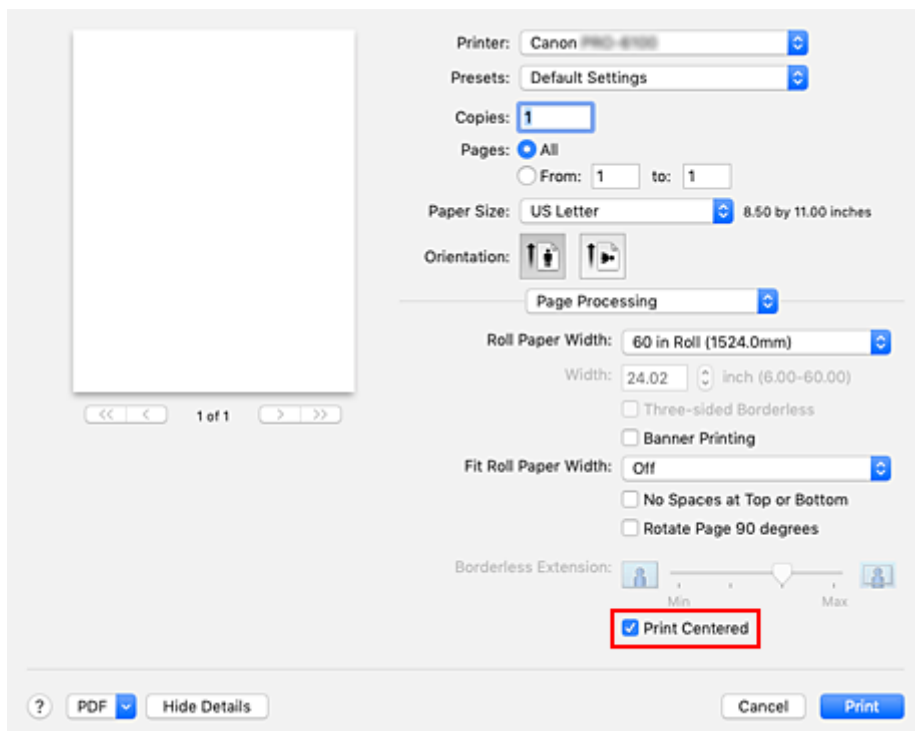 Printer: Canon
Presets: Default Settings
Copies: 1
Pages: All
From: 1 to: 1
Paper Size: US Letter 8.50 by 11.00 inches
Orientation:
Page Processing
Roll Paper Width: 60 in Roll (1524.0mm)
Width: 24.02 inch (6.00-60.00)
Three-sided Borderless
<< < 1 of 1 > >>
Banner Printing
Fit Roll Paper Width: Off
No Spaces at Top or Bottom
Rotate Page 90 degrees
Borderless Extension:
Min Max
Print Centered
? PDF Hide Details Cancel Print